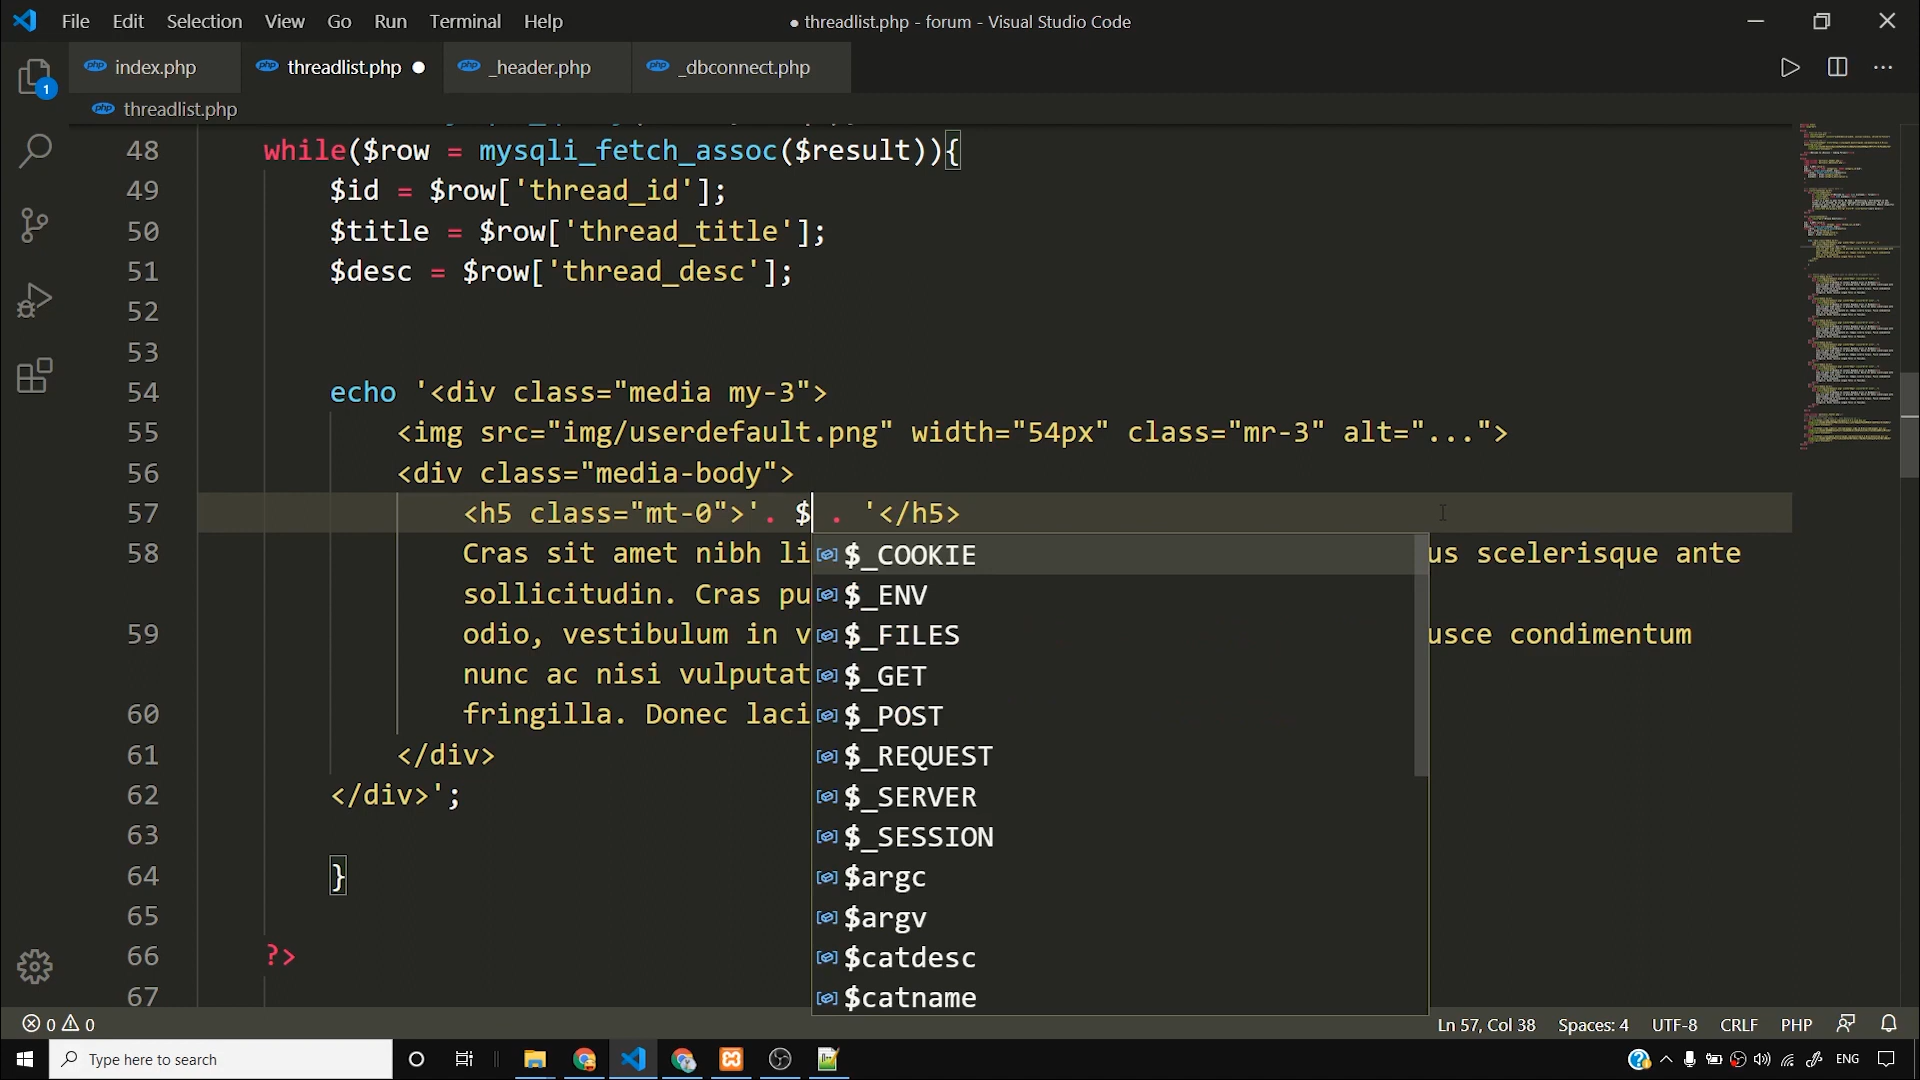 File Edit Selection View Go Run Terminal Help ● threadlist.php - forum - Visual Studio Code
index.php threadlist.php ● _header.php _dbconnect.php
1
threadlist.php
48 while($row = mysqli_fetch_assoc($result)){
49 $id = $row['thread_id'];
50 $title = $row['thread_title'];
51 $desc = $row['thread_desc'];
52
53
54 echo '<div class="media my-3">
55 <img src="img/userdefault.png" width="54px" class="mr-3" alt="...">
56 <div class="media-body">
57 <h5 class="mt-0">'. $ . '</h5>
58 Cras sit amet nibh li us scelerisque ante
sollicitudin. Cras pu
59 odio, vestibulum in v usce condimentum
nunc ac nisi vulputat
60 fringilla. Donec laci
61 </div>
62 </div>';
63
64 }
65
66 ?>
67
$_COOKIE
$_ENV
$_FILES
$_GET
$_POST
$_REQUEST
$_SERVER
$_SESSION
$argc
$argv
$catdesc
$catname
0 0 Ln 57, Col 38 Spaces: 4 UTF-8 CRLF PHP
Type here to search ENG